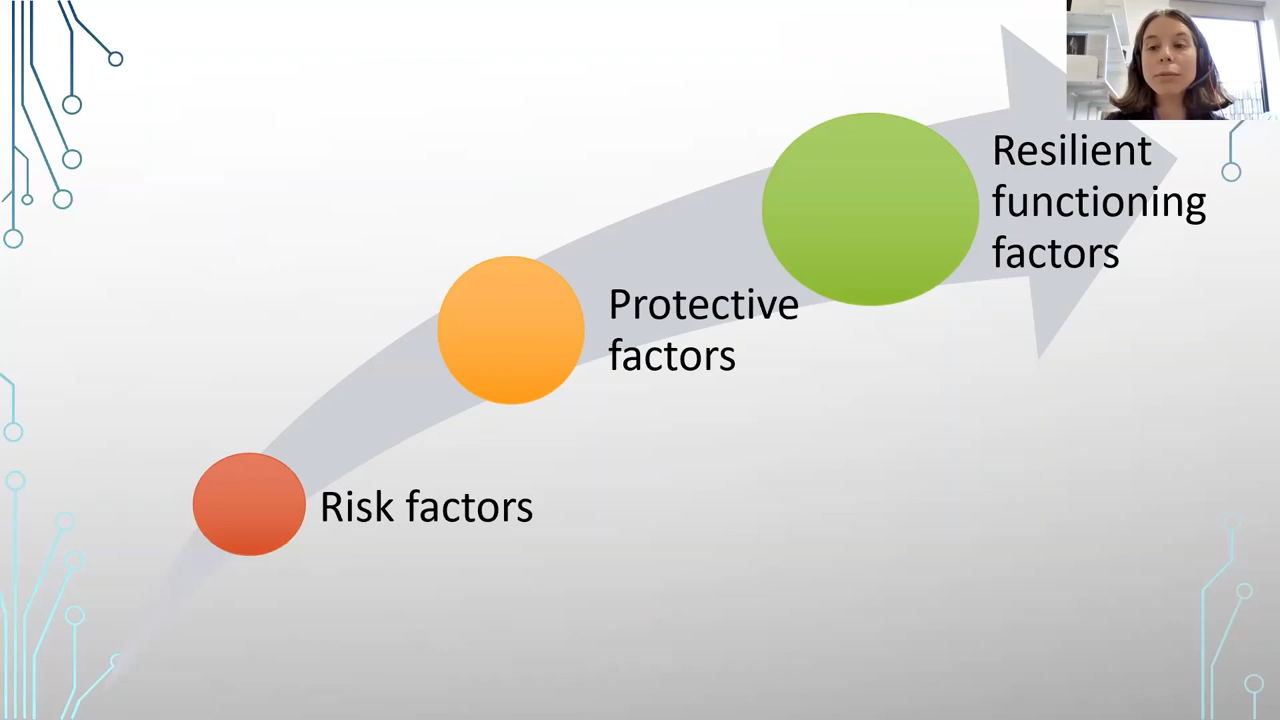 Resilient
functioning
factors
Protective
factors
Risk factors